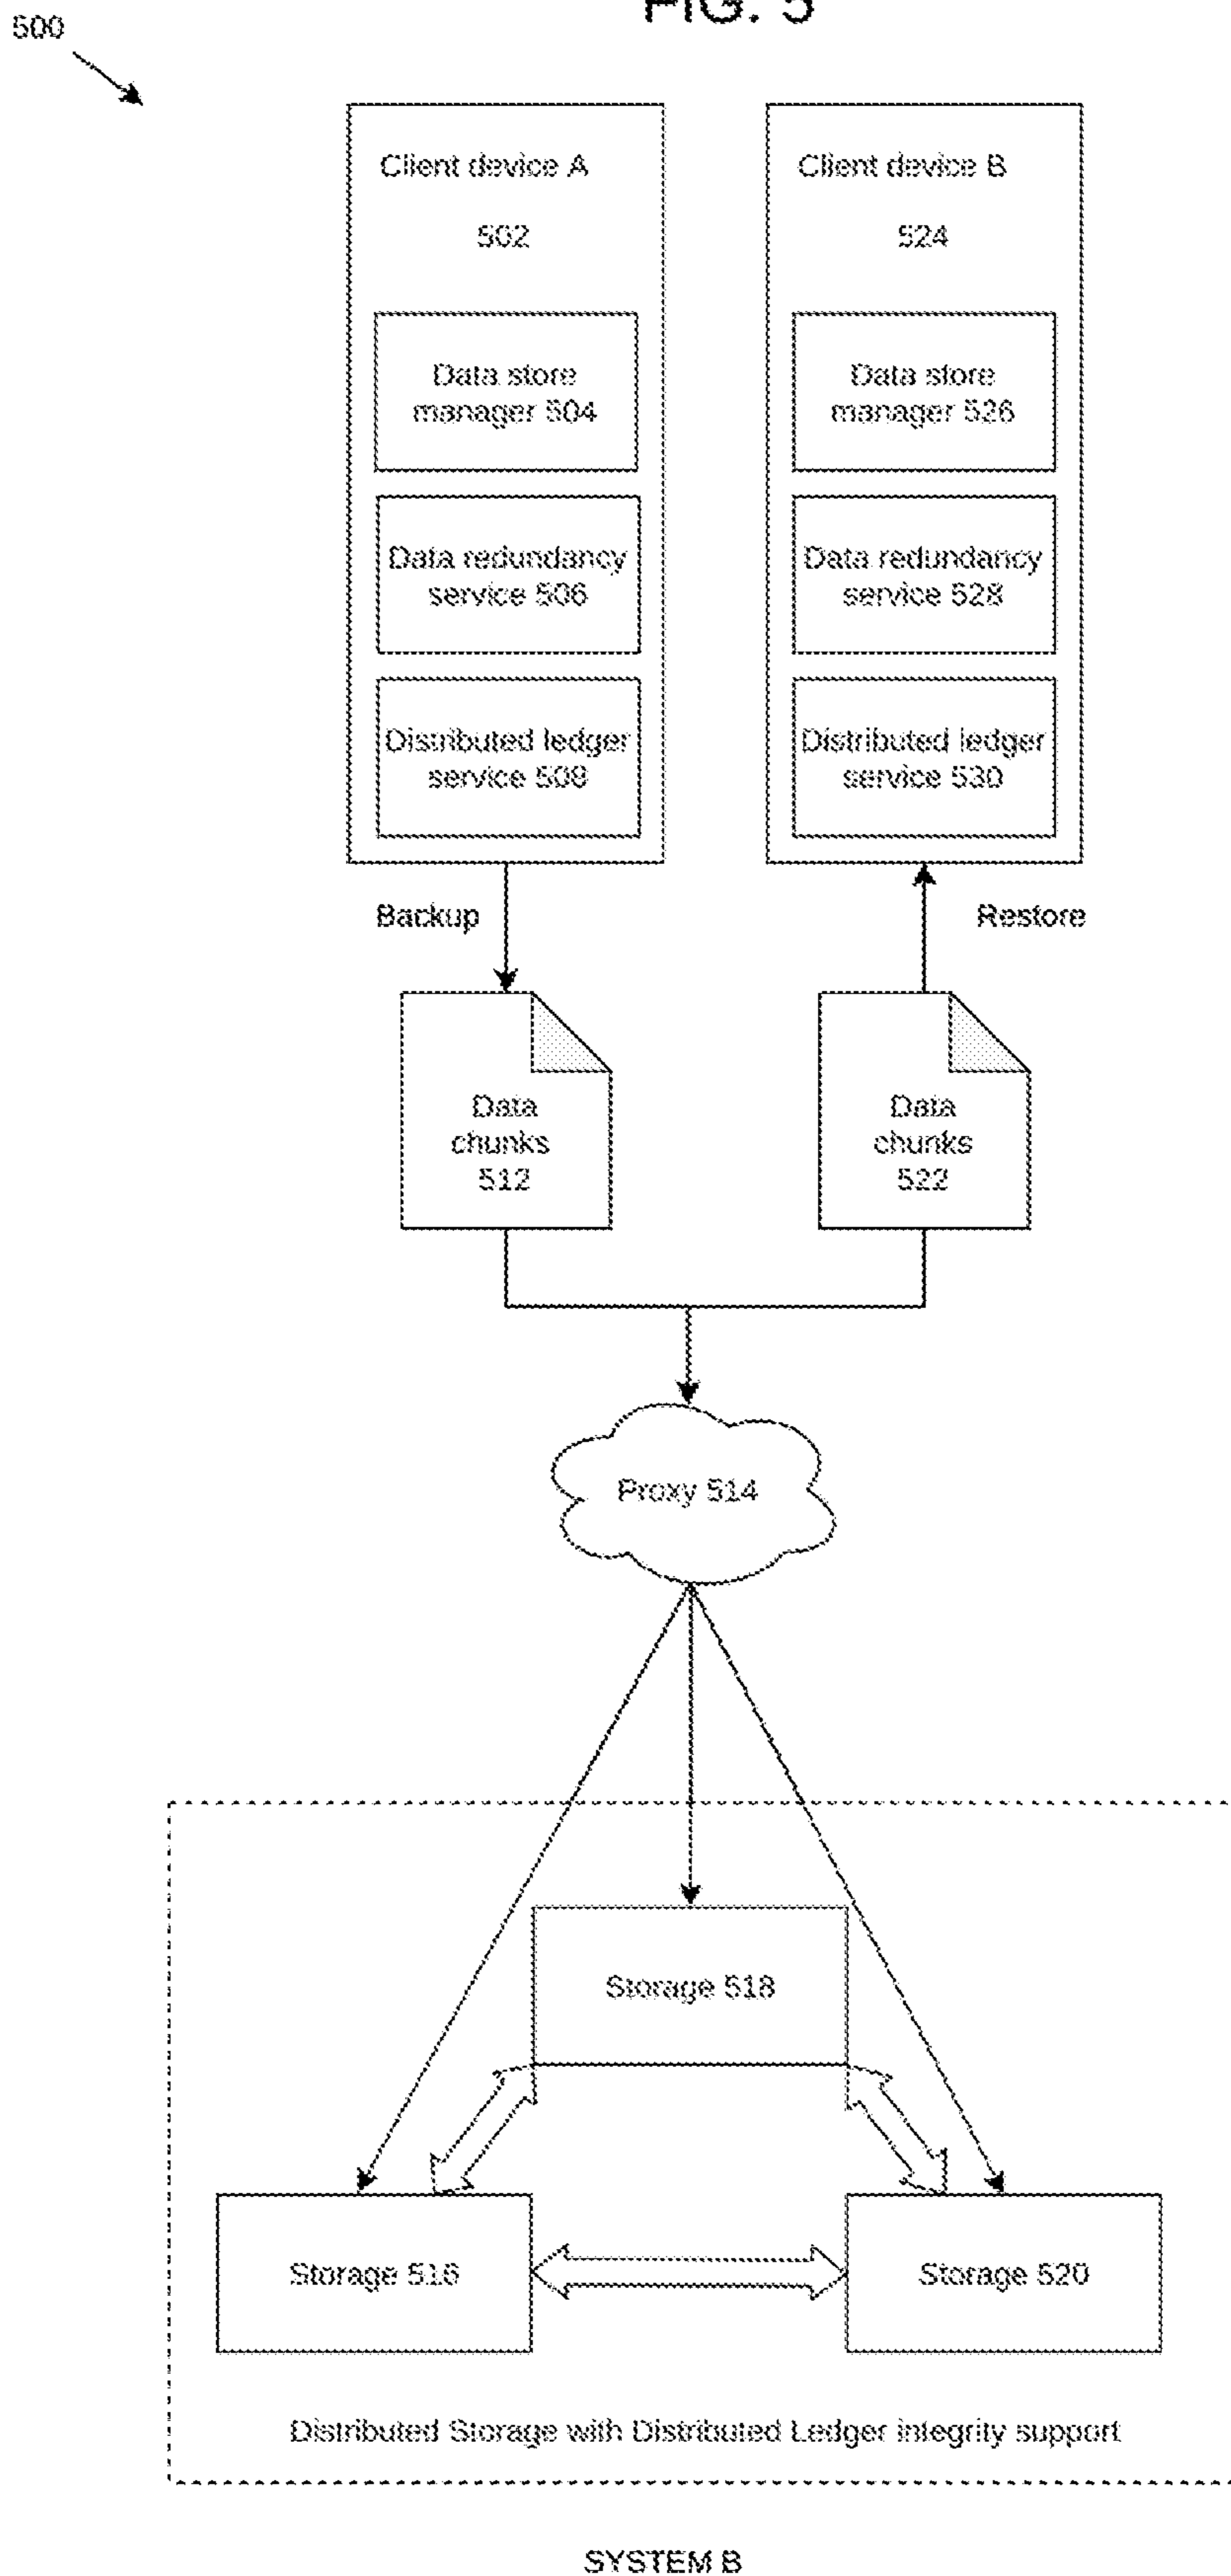 FIG. 5
500
Client device A
502
Data store
manager 504
Data redundancy
service 506
Distributed ledger
service 508
Client device B
524
Data store
manager 526
Data redundancy
service 528
Distributed ledger
service 530
Backup
Restore
Data
chunks
512
Data
chunks
522
Proxy 514
Storage 518
Storage 516
Storage 520
Distributed Storage with Distributed Ledger integrity support
SYSTEM B